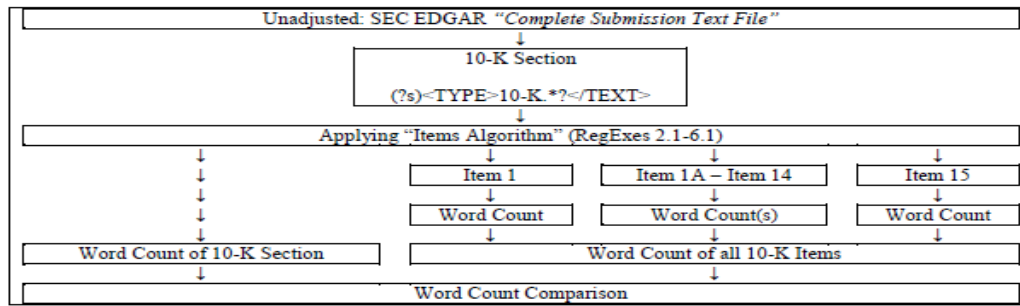 Unadjusted: SEC EDGAR “Complete Submission Text File”
↓
10-K Section
(?s)<TYPE>10-K.*?</TEXT>
↓
Applying “Items Algorithm” (RegExes 2.1-6.1)
↓ ↓ ↓ ↓
↓ Item 1 Item 1A – Item 14 Item 15
↓ ↓ ↓ ↓
↓ Word Count Word Count(s) Word Count
↓ ↓ ↓ ↓
Word Count of 10-K Section Word Count of all 10-K Items
↓ ↓
Word Count Comparison